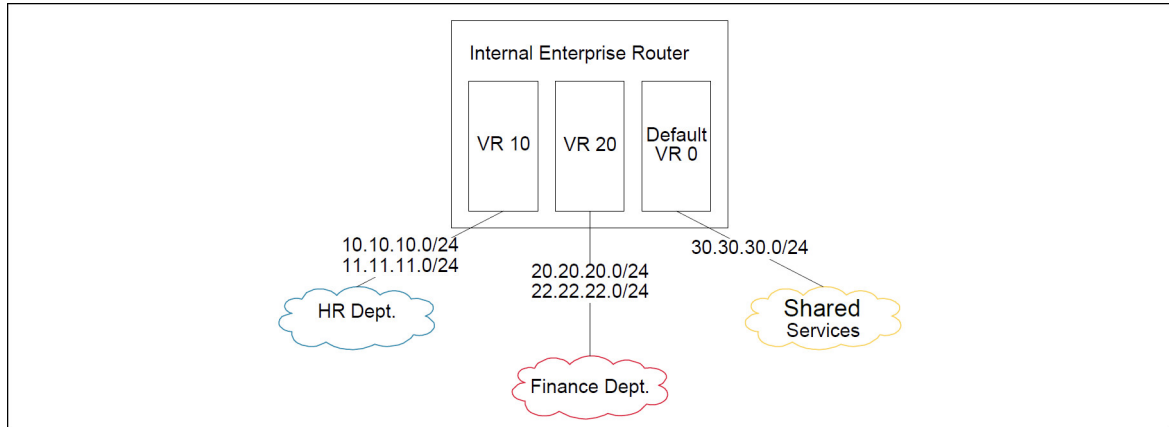 Internal Enterprise Router
VR 10
VR 20
Default
VR 0
10.10.10.0/24
11.11.11.0/24
20.20.20.0/24
22.22.22.0/24
30.30.30.0/24
HR Dept.
Finance Dept.
Shared
Services